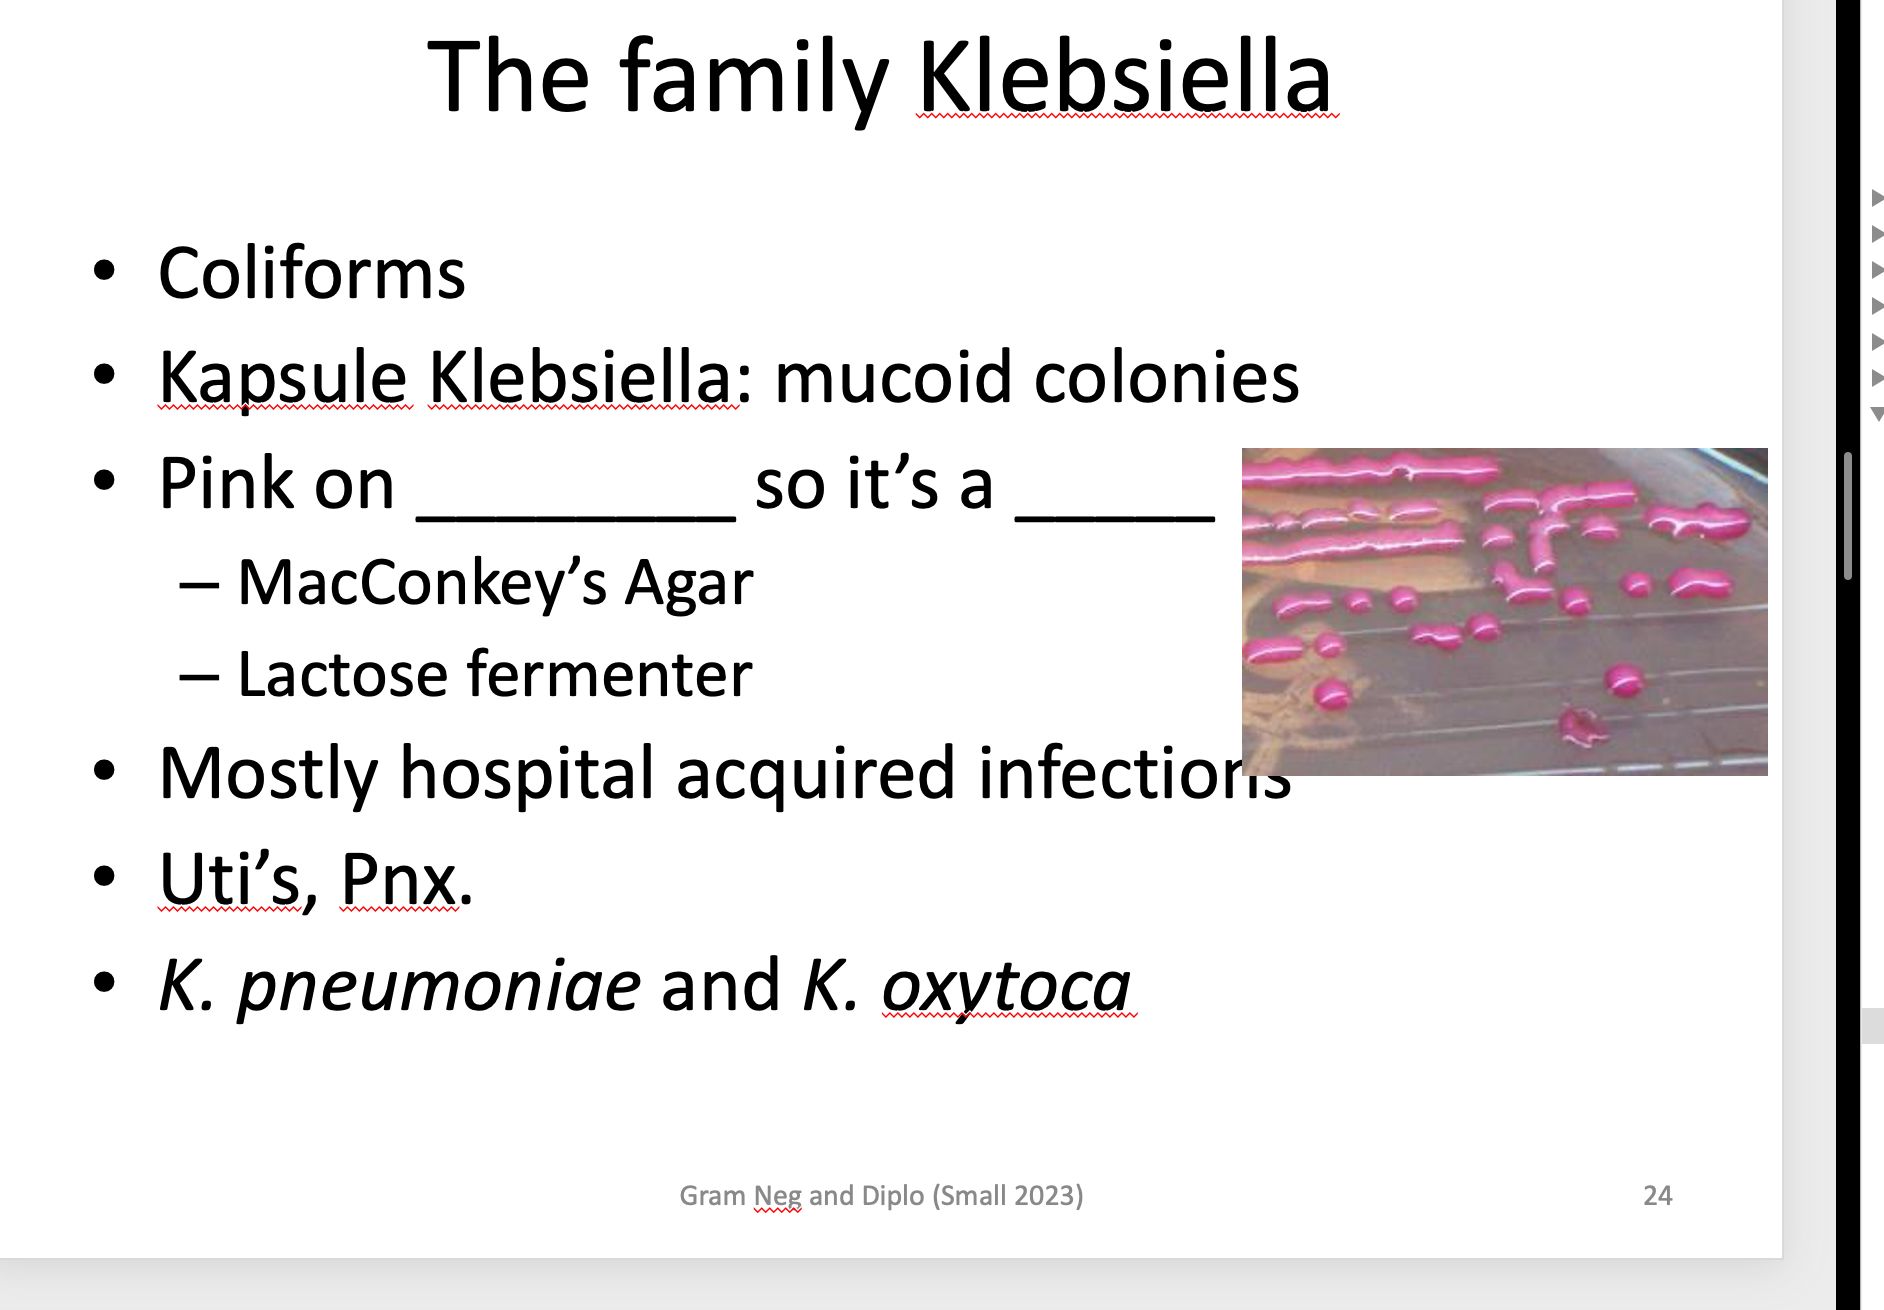 The family Klebsiella
• Coliforms
• Kapsule Klebsiella: mucoid colonies
• Pink on ________ so it’s a _____
– MacConkey’s Agar
– Lactose fermenter
• Mostly hospital acquired infections
• Uti’s, Pnx.
• K. pneumoniae and K. oxytoca
Gram Neg and Diplo (Small 2023)
24